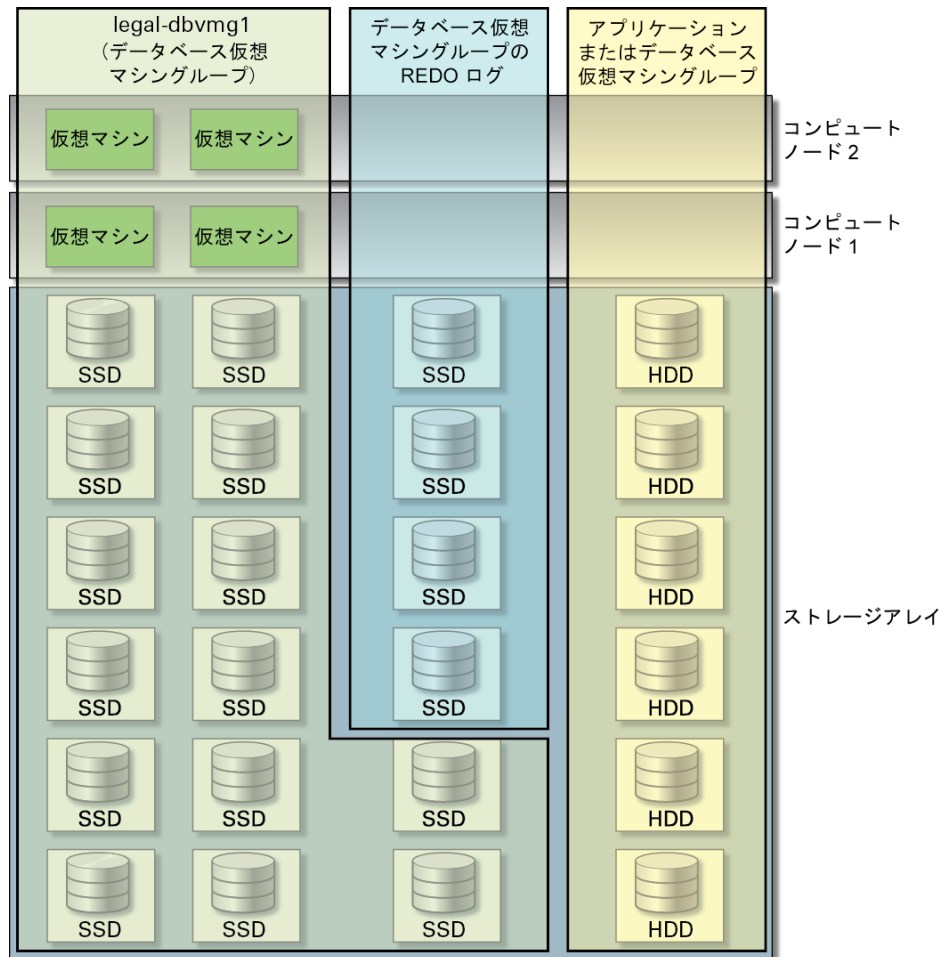 legal-dbvmg1
(データベース仮想
マシングループ)
データベース仮想
マシングループの
REDO ログ
アプリケーション
またはデータベース
仮想マシングループ
仮想マシン
仮想マシン
コンピュート
ノード 2
仮想マシン
仮想マシン
コンピュート
ノード 1
SSD
SSD
SSD
HDD
SSD
SSD
SSD
HDD
SSD
SSD
SSD
HDD
ストレージアレイ
SSD
SSD
SSD
HDD
SSD
SSD
SSD
HDD
SSD
SSD
SSD
HDD